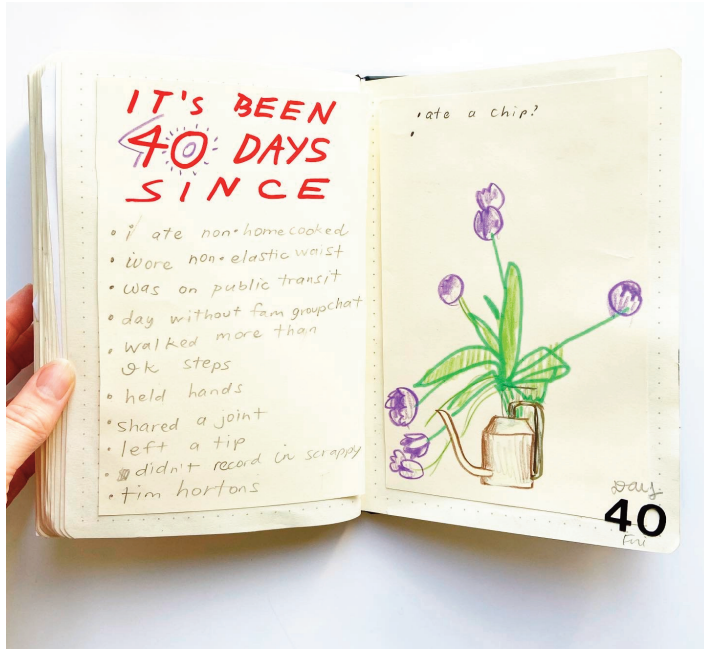 IT'S BEEN
40 DAYS
SINCE
• i ate non-homecooked
• wore non-elastic waist
• was on public transit
• day without fam groupchat
• walked more than
9k steps
• held hands
• shared a joint
• left a tip
• didn't record in scrappy
• tim hortons
• ate a chip?
•
Day
40